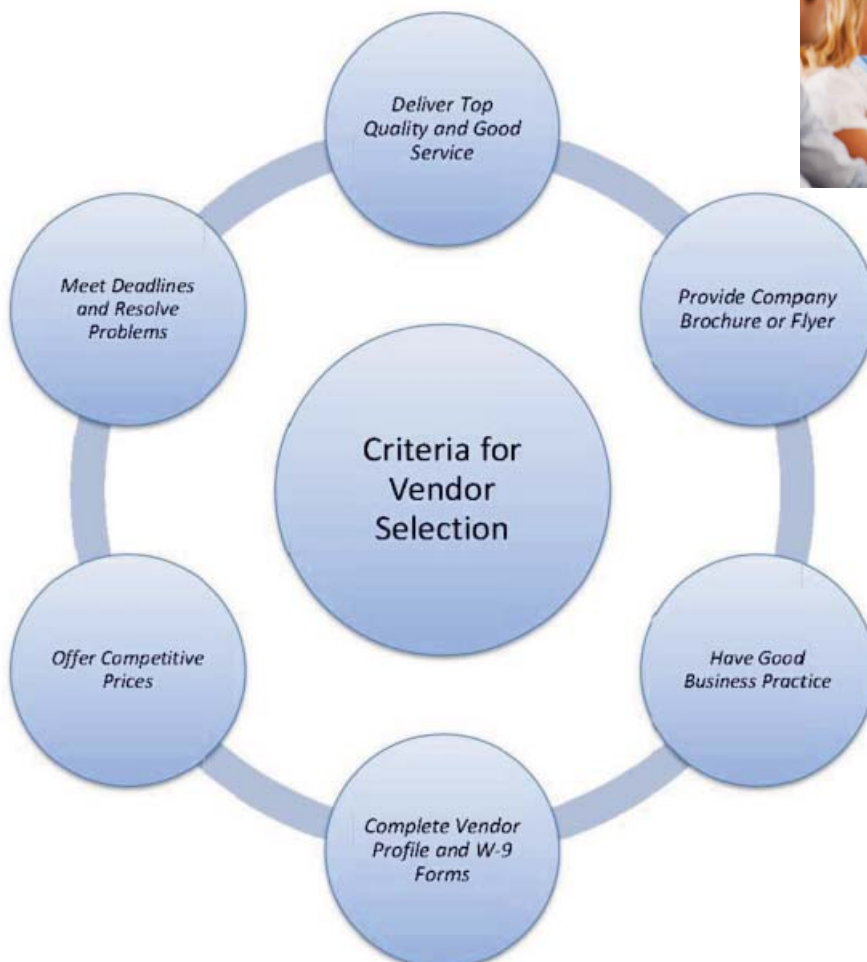 Deliver Top
Quality and Good
Service
Provide Company
Brochure or Flyer
Have Good
Business Practice
Complete Vendor
Profile and W-9
Forms
Offer Competitive
Prices
Meet Deadlines
and Resolve
Problems
Criteria for
Vendor
Selection